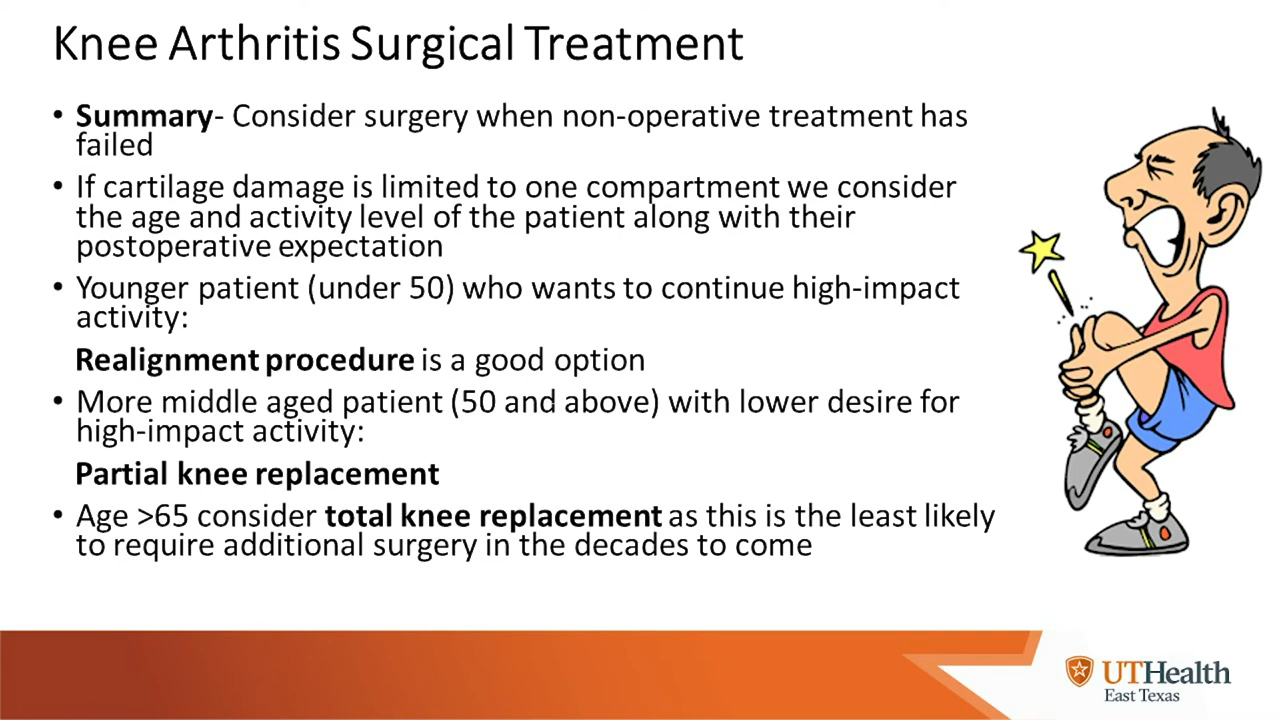 Knee Arthritis Surgical Treatment
• Summary- Consider surgery when non-operative treatment has
failed
• If cartilage damage is limited to one compartment we consider
the age and activity level of the patient along with their
postoperative expectation
• Younger patient (under 50) who wants to continue high-impact
activity:
Realignment procedure is a good option
• More middle aged patient (50 and above) with lower desire for
high-impact activity:
Partial knee replacement
• Age >65 consider total knee replacement as this is the least likely
to require additional surgery in the decades to come
UTHealth
East Texas